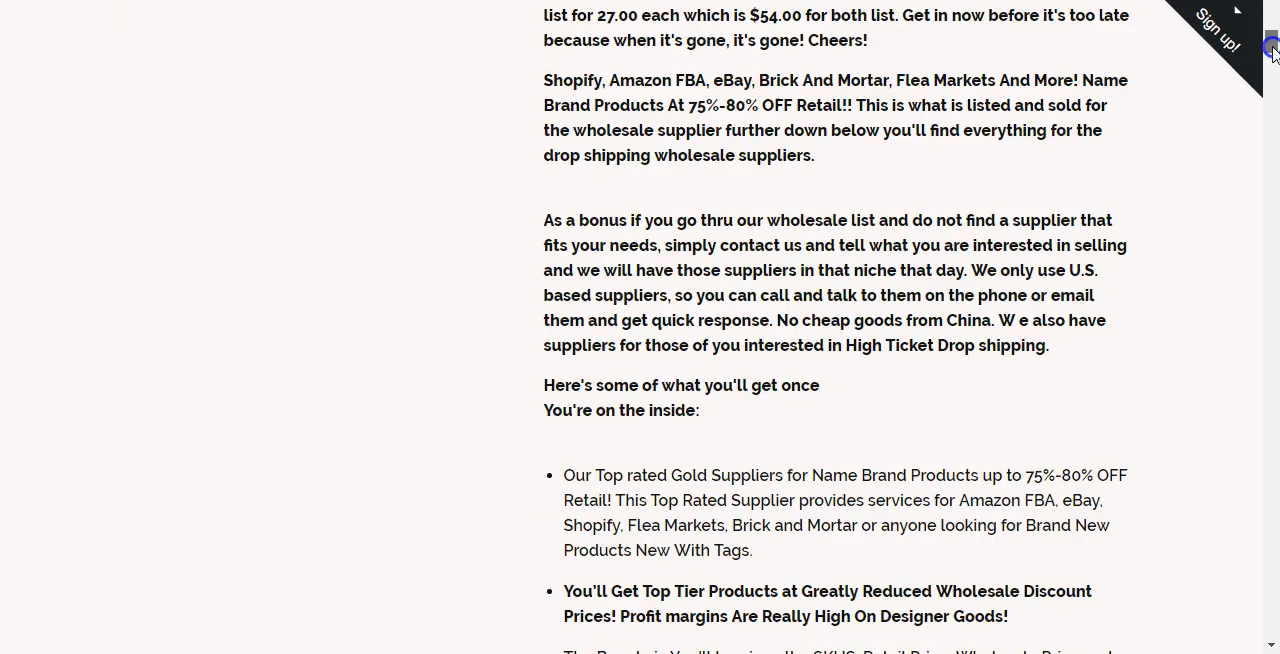 list for 27.00 each which is $54.00 for both list. Get in now before it's too late
because when it's gone, it's gone! Cheers!
Sign up!
Shopify, Amazon FBA, eBay, Brick And Mortar, Flea Markets And More! Name
Brand Products At 75%-80% OFF Retail!! This is what is listed and sold for
the wholesale supplier further down below you'll find everything for the
drop shipping wholesale suppliers.
As a bonus if you go thru our wholesale list and do not find a supplier that
fits your needs, simply contact us and tell what you are interested in selling
and we will have those suppliers in that niche that day. We only use U.S.
based suppliers, so you can call and talk to them on the phone or email
them and get quick response. No cheap goods from China. W e also have
suppliers for those of you interested in High Ticket Drop shipping.
Here's some of what you'll get once
You're on the inside:
• Our Top rated Gold Suppliers for Name Brand Products up to 75%-80% OFF
Retail! This Top Rated Supplier provides services for Amazon FBA, eBay,
Shopify, Flea Markets, Brick and Mortar or anyone looking for Brand New
Products New With Tags.
• You'll Get Top Tier Products at Greatly Reduced Wholesale Discount
Prices! Profit margins Are Really High On Designer Goods!